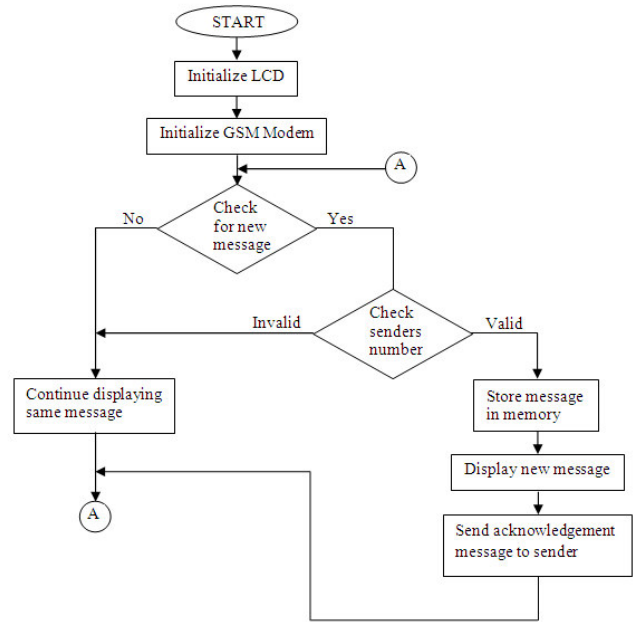 START
Initialize LCD
Initialize GSM Modem
A
Check
for new
message
No
Yes
Check
senders
number
Invalid
Valid
Continue displaying
same message
Store message
in memory
Display new message
A
Send acknowledgement
message to sender